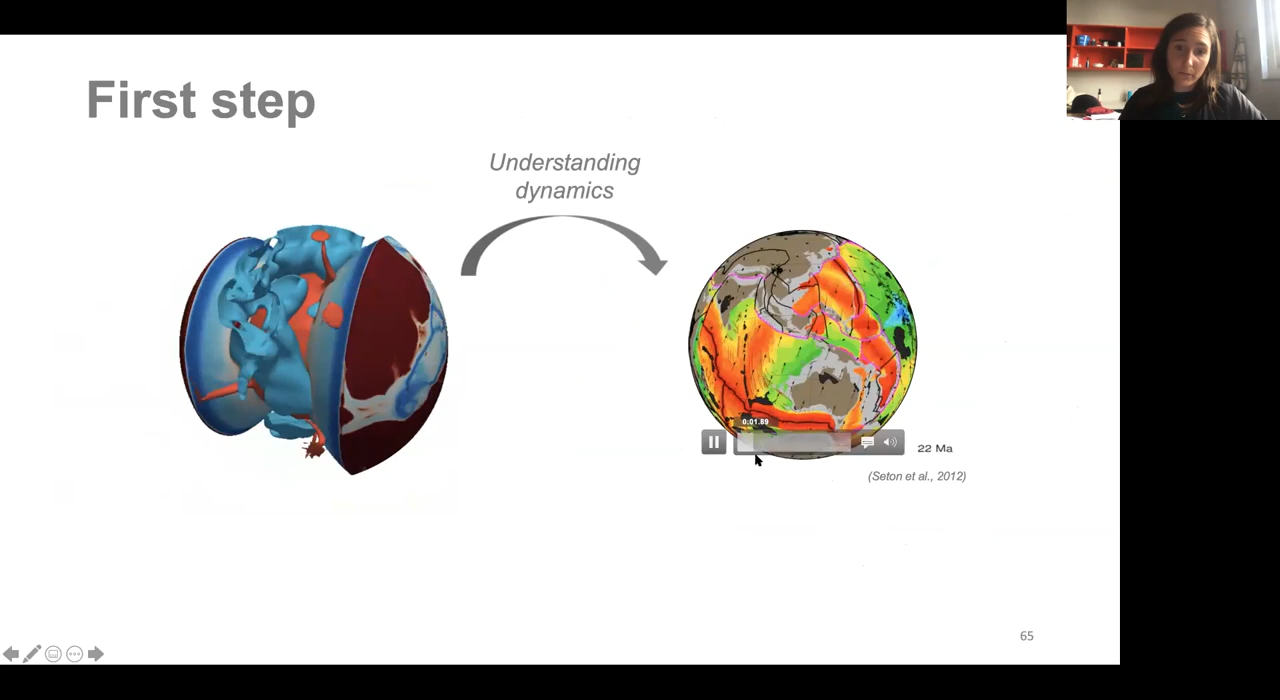 First step
Understanding
dynamics
0:01.89
22 Ma
(Seton et al., 2012)
65